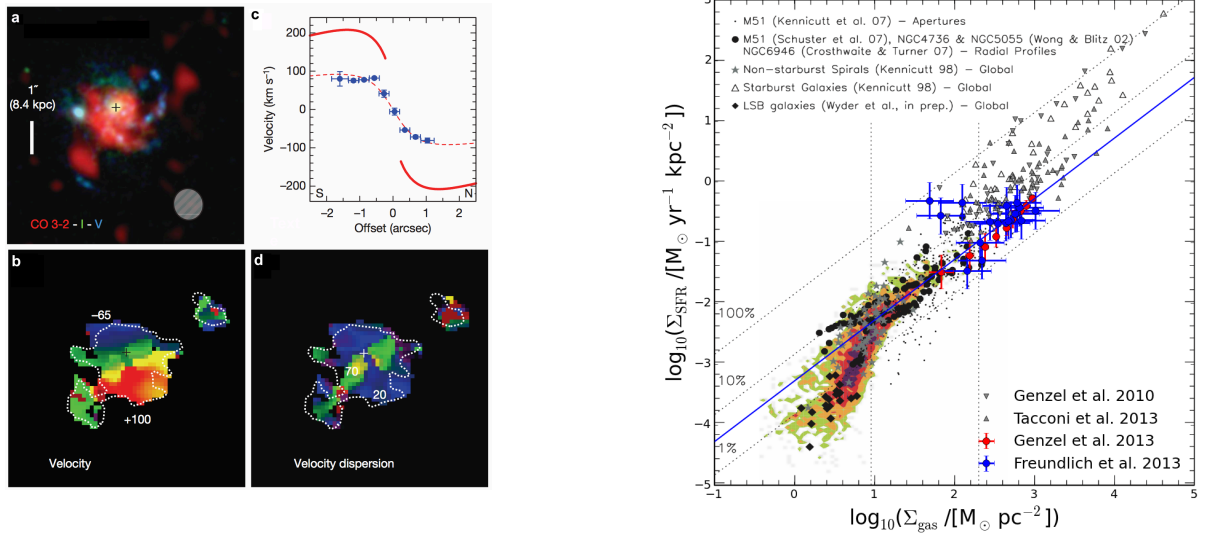 a
1″
(8.4 kpc)
CO 3-2 - I - V
b
−65
+100
Velocity
c
Velocity (km s−1)
200
100
0
−100
−200
S
N
−2
0
2
Offset (arcsec)
d
70
20
Velocity dispersion
M51 (Kennicutt et al. 07) − Apertures
M51 (Schuster et al. 07), NGC4736 & NGC5055 (Wong & Blitz 02)
NGC6946 (Crosthwaite & Turner 07) − Radial Profiles
Non−starburst Spirals (Kennicutt 98) − Global
Starburst Galaxies (Kennicutt 98) − Global
LSB galaxies (Wyder et al., in prep.) − Global
log10(ΣSFR /[M⊙ yr−1 kpc−2])
3
2
1
0
−1
−2
−3
−4
−5
100%
10%
1%
Genzel et al. 2010
Tacconi et al. 2013
Genzel et al. 2013
Freundlich et al. 2013
−1
0
1
2
3
4
5
log10(Σgas /[M⊙ pc−2])